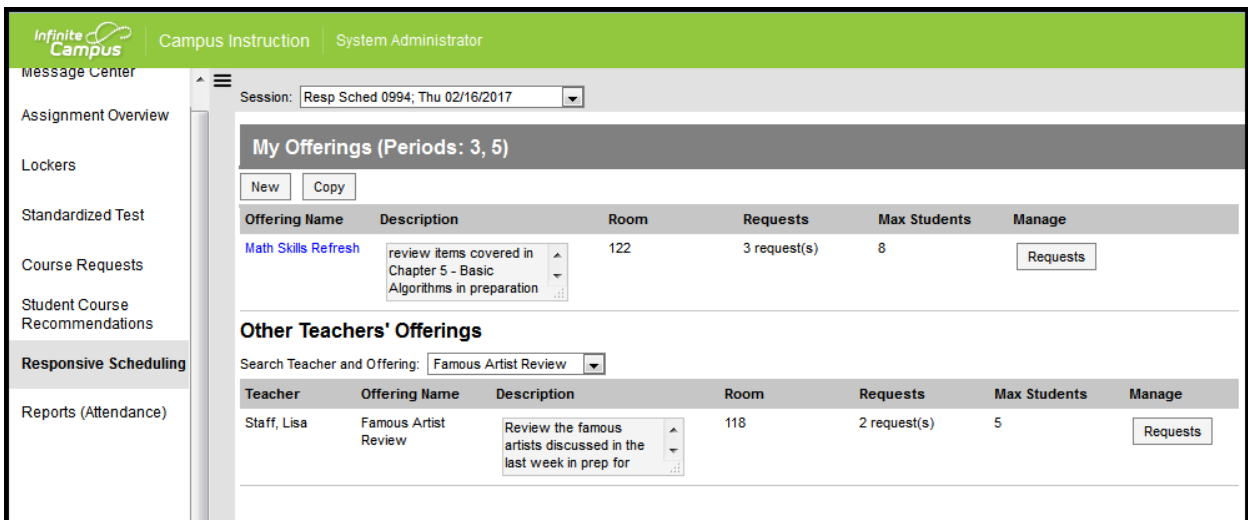 Infinite Campus Campus Instruction System Administrator
Message Center
Session: Resp Sched 0994; Thu 02/16/2017
Assignment Overview
My Offerings (Periods: 3, 5)
Lockers
New Copy
Standardized Test
Offering Name Description Room Requests Max Students Manage
Math Skills Refresh review items covered in 122 3 request(s) 8 Requests
Chapter 5 - Basic
Algorithms in preparation
Course Requests
Student Course
Recommendations
Other Teachers' Offerings
Responsive Scheduling
Search Teacher and Offering: Famous Artist Review
Teacher Offering Name Description Room Requests Max Students Manage
Reports (Attendance)
Staff, Lisa Famous Artist Review the famous 118 2 request(s) 5 Requests
Review artists discussed in the
last week in prep for